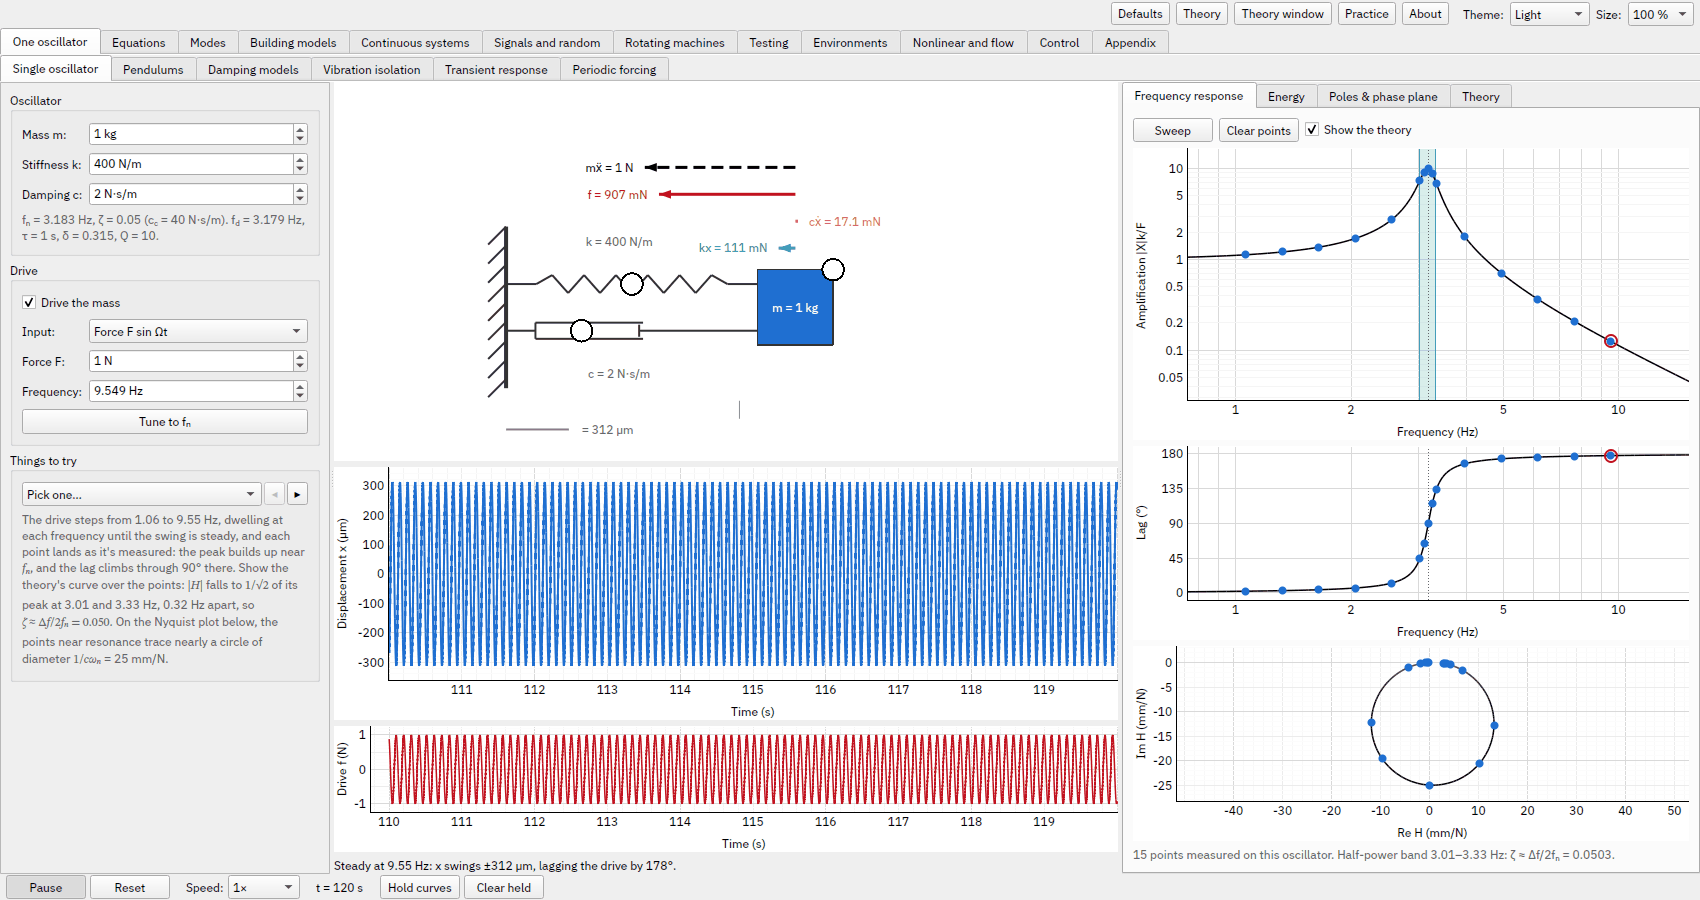 Defaults
Theory
Theory window
Practice
About
Theme:
Light
Size:
100 %
One oscillator
Equations
Modes
Building models
Continuous systems
Signals and random
Rotating machines
Testing
Environments
Nonlinear and flow
Control
Appendix
Single oscillator
Pendulums
Damping models
Vibration isolation
Transient response
Periodic forcing
Oscillator
Mass m:
1 kg
Stiffness k:
400 N/m
Damping c:
2 N·s/m
fₙ = 3.183 Hz, ζ = 0.05 (c꜀ = 40 N·s/m). f_d = 3.179 Hz,
τ = 1 s, δ = 0.315, Q = 10.
Drive
Drive the mass
Input:
Force F sin Ωt
Force F:
1 N
Frequency:
9.549 Hz
Tune to fₙ
Things to try
Pick one...
The drive steps from 1.06 to 9.55 Hz, dwelling at
each frequency until the swing is steady, and each
point lands as it's measured: the peak builds up near
fₙ, and the lag climbs through 90° there. Show the
theory's curve over the points: |H| falls to 1/√2 of its
peak at 3.01 and 3.33 Hz, 0.32 Hz apart, so
ζ ≈ Δf/2fₙ = 0.050. On the Nyquist plot below, the
points near resonance trace nearly a circle of
diameter 1/cωₙ = 25 mm/N.
mẍ = 1 N
f = 907 mN
cẋ = 17.1 mN
k = 400 N/m
kx = 111 mN
m = 1 kg
c = 2 N·s/m
= 312 µm
Displacement x (µm)
300
200
100
0
-100
-200
-300
111
112
113
114
115
116
117
118
119
Time (s)
Drive f (N)
1
0
-1
110
111
112
113
114
115
116
117
118
119
Time (s)
Steady at 9.55 Hz: x swings ±312 µm, lagging the drive by 178°.
Frequency response
Energy
Poles & phase plane
Theory
Sweep
Clear points
Show the theory
Amplification |X|k/F
10
5
2
1
0.5
0.2
0.1
0.05
1
2
5
10
Frequency (Hz)
Lag (°)
180
135
90
45
0
1
2
5
10
Frequency (Hz)
Im H (mm/N)
0
-5
-10
-15
-20
-25
-40
-30
-20
-10
0
10
20
30
40
50
Re H (mm/N)
15 points measured on this oscillator. Half-power band 3.01–3.33 Hz: ζ ≈ Δf/2fₙ = 0.0503.
Pause
Reset
Speed:
1×
t = 120 s
Hold curves
Clear held